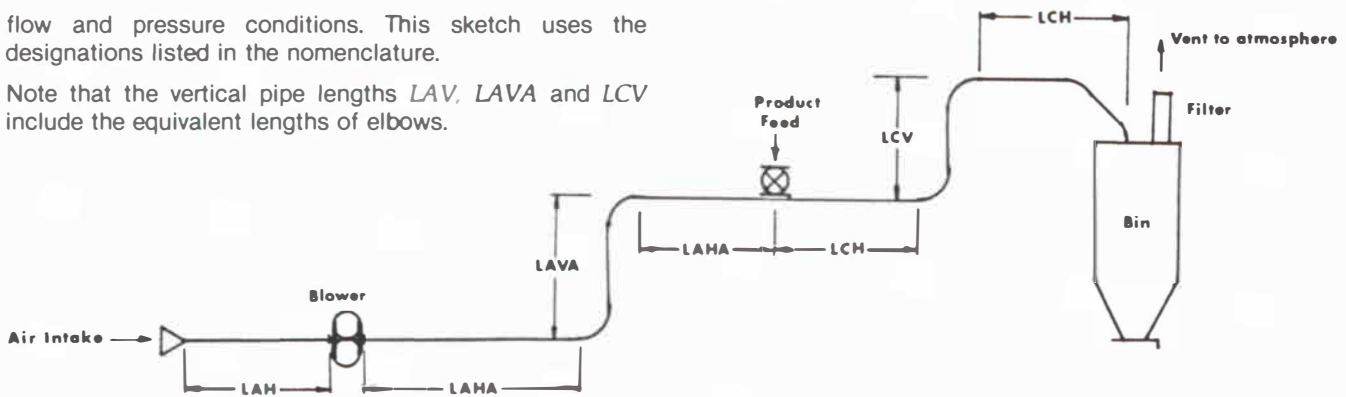 flow and pressure conditions. This sketch uses the
designations listed in the nomenclature.
Note that the vertical pipe lengths LAV, LAVA and LCV
include the equivalent lengths of elbows.
LCH
Vent to atmosphere
Product
Feed
LCV
Filter
Bin
LAHA
LCH
LAVA
Blower
Air Intake
LAH
LAHA